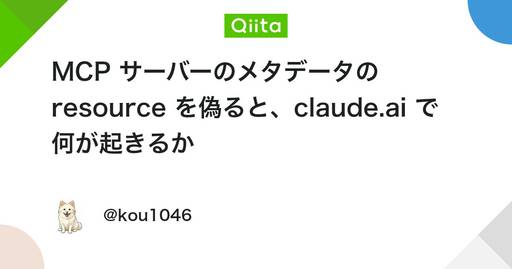 Qiita
MCP サーバーのメタデータの
resource を偽ると、claude.ai で
何が起きるか
@kou1046